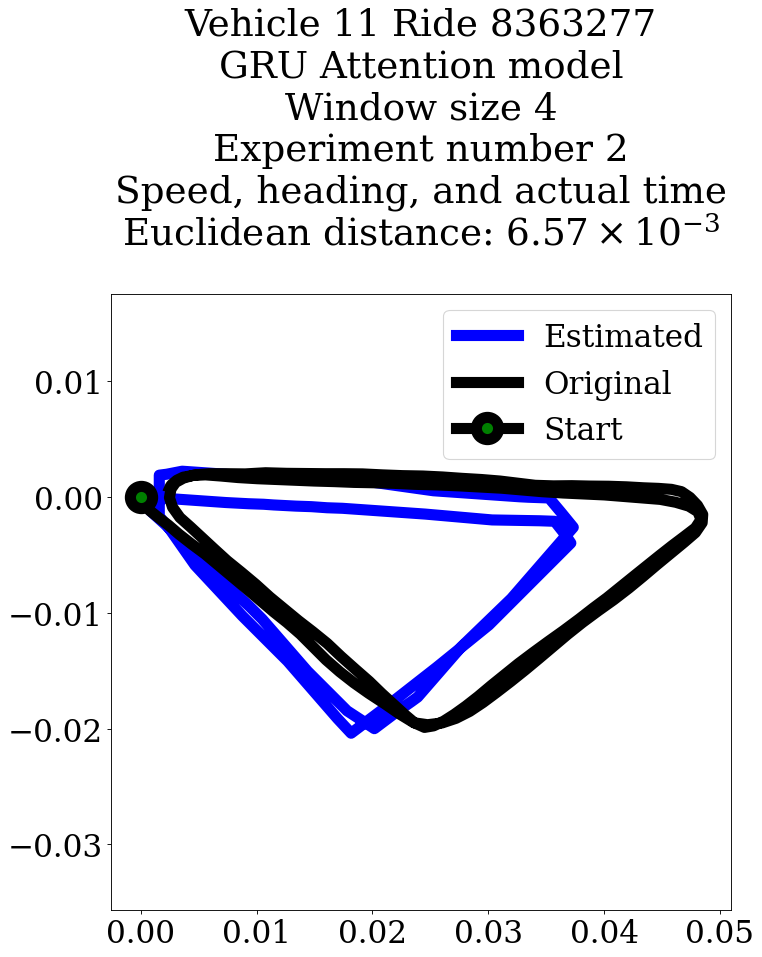 Vehicle 11 Ride 8363277
GRU Attention model
Window size 4
Experiment number 2
Speed, heading, and actual time
Euclidean distance: 6.57 × 10⁻³
Estimated
Original
Start
0.01
0.00
−0.01
−0.02
−0.03
0.00 0.01 0.02 0.03 0.04 0.05